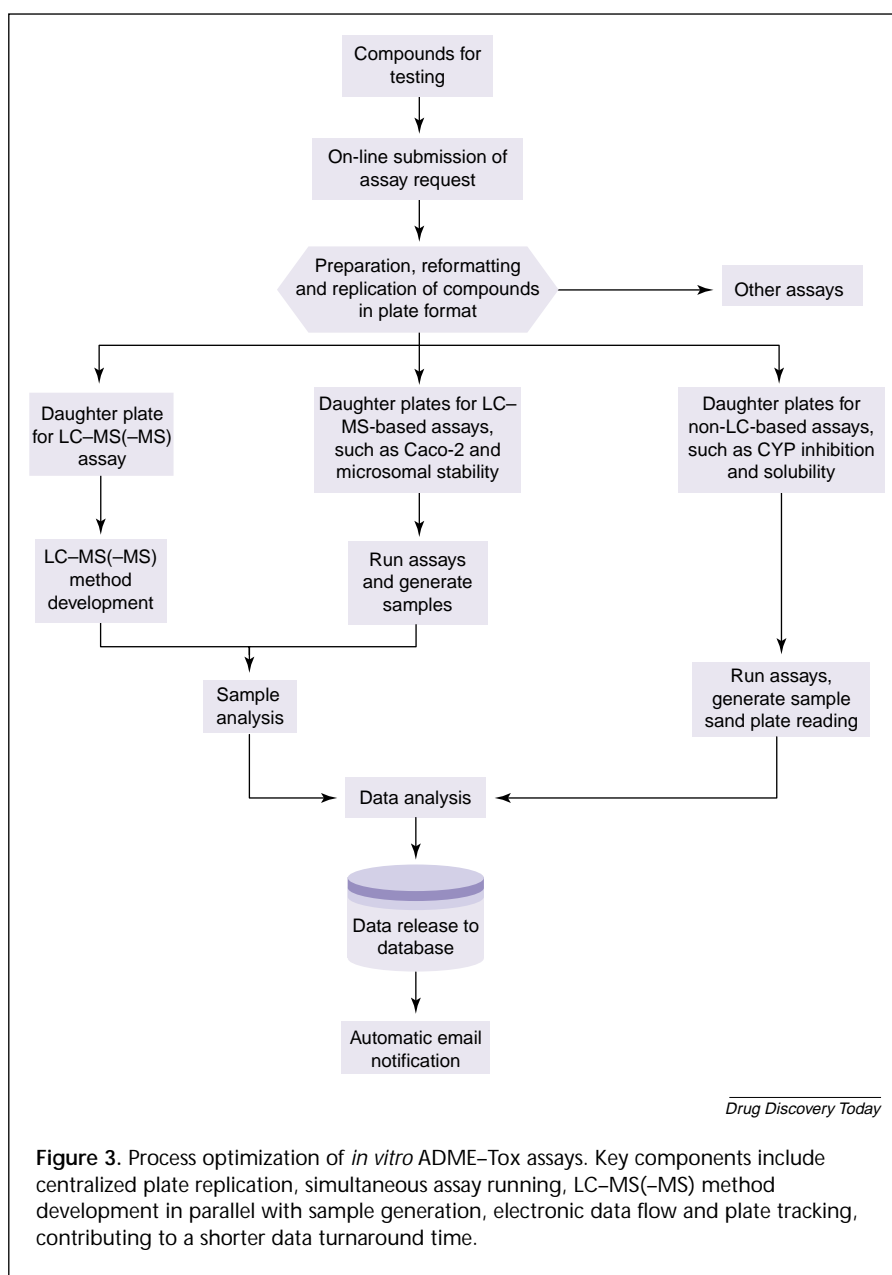 Compounds for
testing
On-line submission of
assay request
Preparation, reformatting
and replication of compounds
in plate format
Other assays
Daughter plate
for LC–MS(–MS)
assay
Daughter plates for LC–
MS-based assays,
such as Caco-2 and
microsomal stability
Daughter plates for
non-LC-based assays,
such as CYP inhibition
and solubility
LC–MS(–MS)
method
development
Run assays
and generate
samples
Sample
analysis
Run assays,
generate sample
sand plate reading
Data analysis
Data release to
database
Automatic email
notification
Drug Discovery Today
Figure 3. Process optimization of in vitro ADME–Tox assays. Key components include
centralized plate replication, simultaneous assay running, LC–MS(–MS) method
development in parallel with sample generation, electronic data flow and plate tracking,
contributing to a shorter data turnaround time.